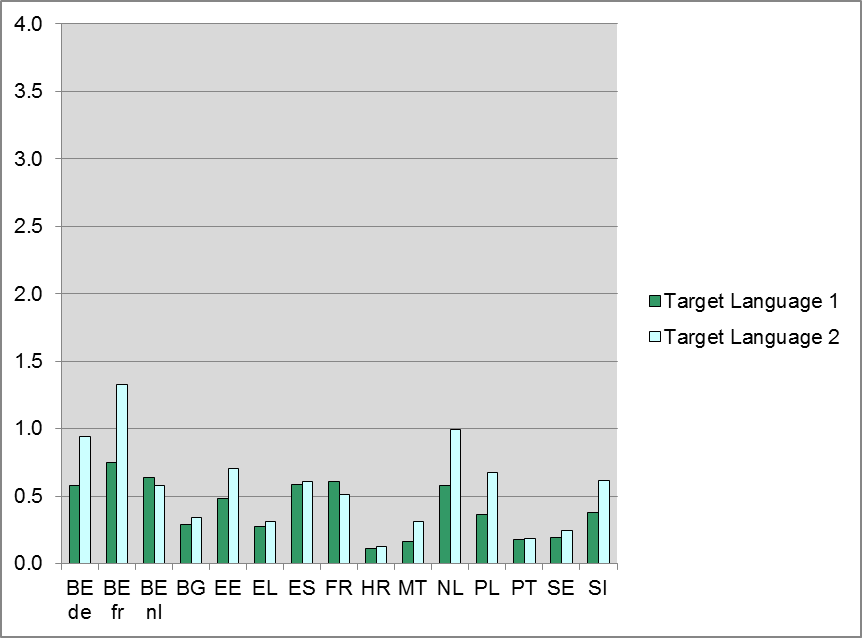 4.0
3.5
3.0
2.5
2.0
1.5
1.0
0.5
0.0
BE BE BE BG EE EL ES FR HR MT NL PL PT SE SI
de fr nl
Target Language 1
Target Language 2